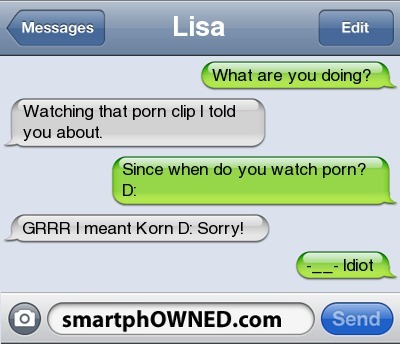 Messages
Lisa
Edit
What are you doing?
Watching that porn clip I told
you about.
Since when do you watch porn?
D:
GRRR I meant Korn D: Sorry!
-__- Idiot
smartphOWNED.com
Send